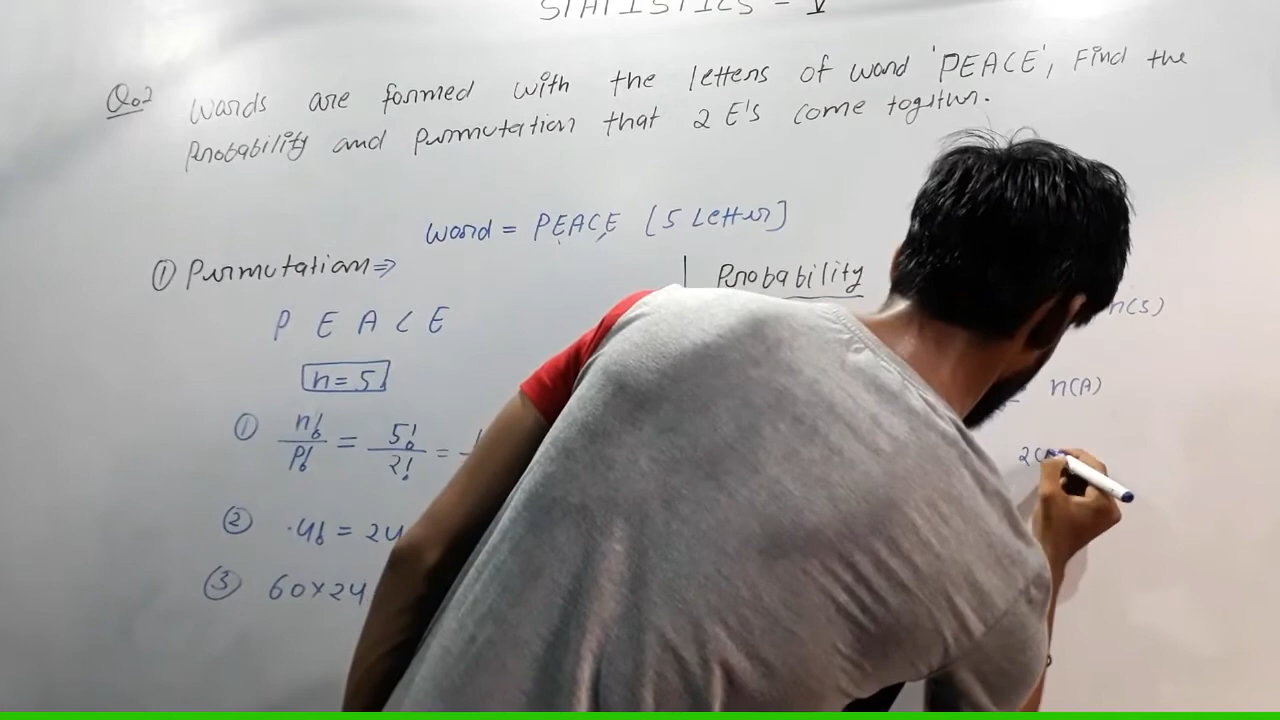 STATISTICS - V
Q.2 Words are formed with the letters of word 'PEACE', Find the
Probability and Permutation that 2 E's come together.
word = PEACE [5 Letter]
① Permutation ⇒
P E A C E
n = 5
① n! / P! = 5! / 2! =
② .4! = 24
③ 60×24
Probability
n(S)
n(A)